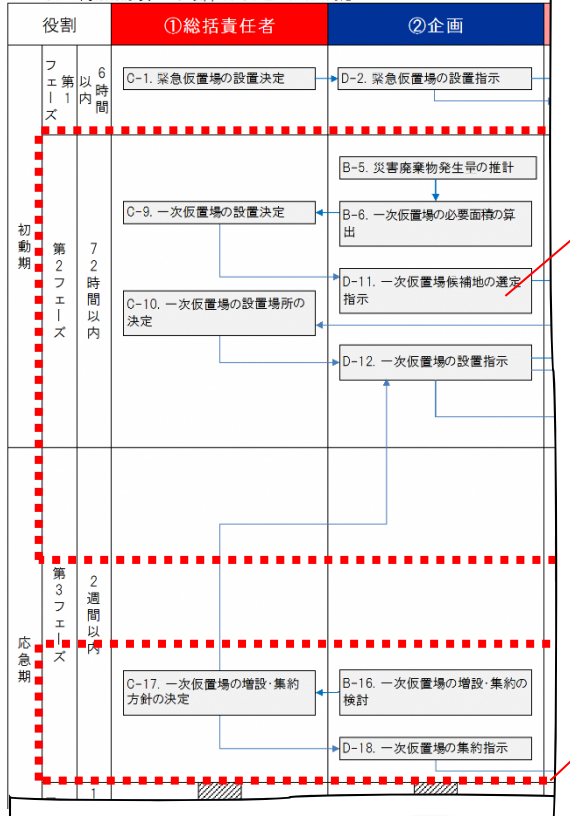 役割
①総括責任者
②企画
初動期
第1フェーズ
6時間以内
C-1. 緊急仮置場の設置決定
D-2. 緊急仮置場の設置指示
第2フェーズ
72時間以内
B-5. 災害廃棄物発生量の推計
C-9. 一次仮置場の設置決定
B-6. 一次仮置場の必要面積の算
出
D-11. 一次仮置場候補地の選定
指示
C-10. 一次仮置場の設置場所の
決定
D-12. 一次仮置場の設置指示
応急期
第3フェーズ
2週間以内
C-17. 一次仮置場の増設・集約
方針の決定
B-16. 一次仮置場の増設・集約の
検討
D-18. 一次仮置場の集約指示
1